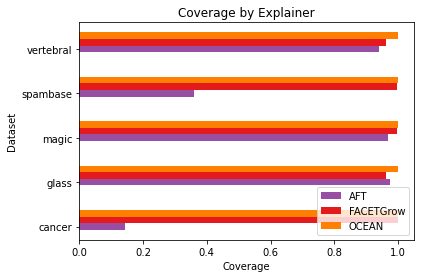 Coverage by Explainer
Dataset
vertebral
spambase
magic
glass
cancer
AFT
FACETGrow
OCEAN
0.0 0.2 0.4 0.6 0.8 1.0
Coverage